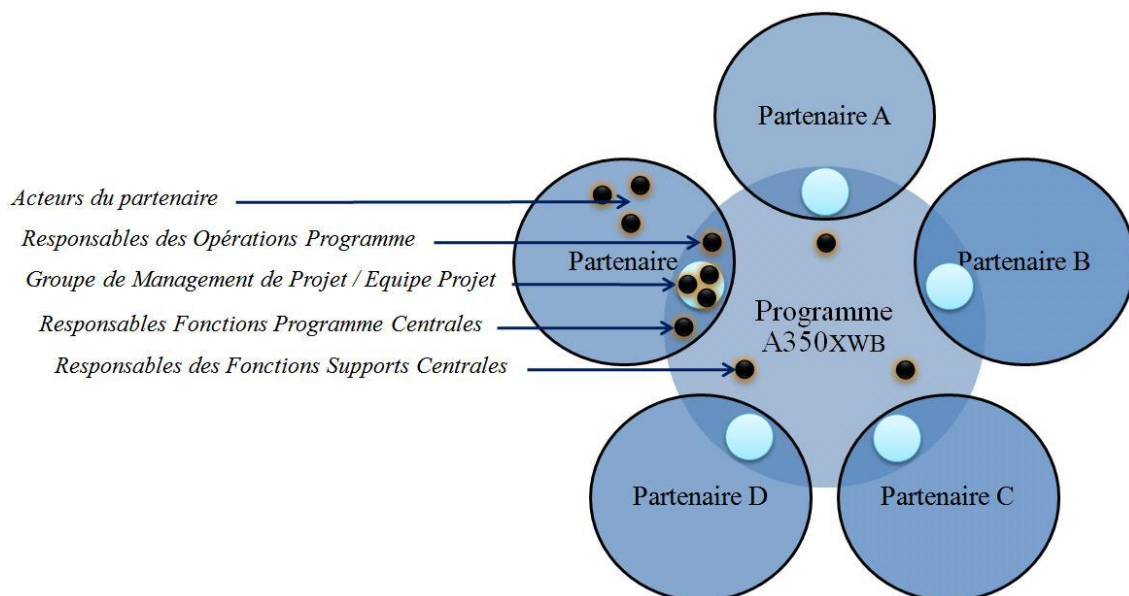 Partenaire A
Acteurs du partenaire
Responsables des Opérations Programme
Partenaire
Partenaire B
Groupe de Management de Projet / Equipe Projet
Programme
A350XWB
Responsables Fonctions Programme Centrales
Responsables des Fonctions Supports Centrales
Partenaire D
Partenaire C